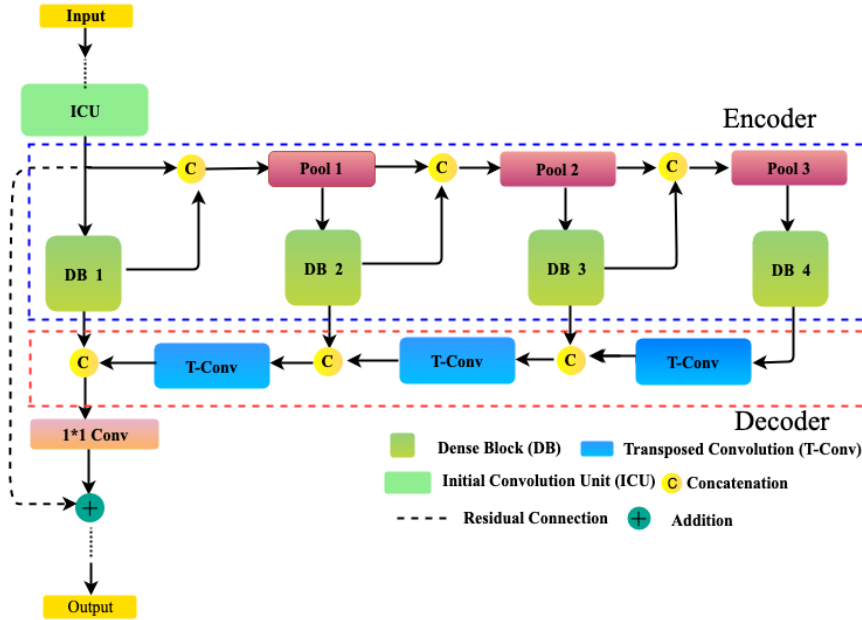 Input
ICU
Encoder
C
Pool 1
C
Pool 2
C
Pool 3
DB 1
DB 2
DB 3
DB 4
C
T-Conv
C
T-Conv
C
T-Conv
Decoder
1*1 Conv
Dense Block (DB)
Transposed Convolution (T-Conv)
Initial Convolution Unit (ICU)
C Concatenation
+
Residual Connection
+ Addition
Output